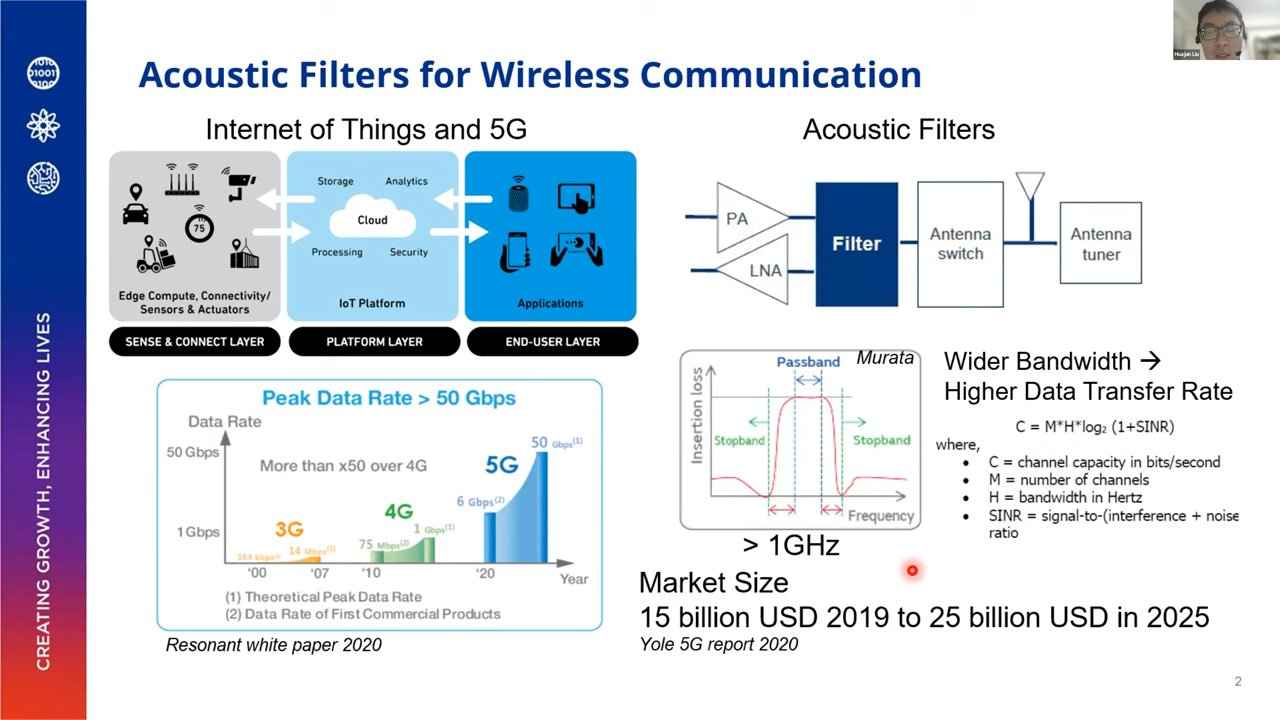 Huajun Liu
Acoustic Filters for Wireless Communication
Internet of Things and 5G
Storage
Analytics
Cloud
75
Processing
Security
Edge Compute, Connectivity/
Sensors & Actuators
IoT Platform
Applications
SENSE & CONNECT LAYER
PLATFORM LAYER
END-USER LAYER
Peak Data Rate > 50 Gbps
Data Rate
50 Gbps
More than x50 over 4G
1Gbps
3G
384 kbps(2)
14 Mbps(1)
4G
75 Mbps(2)
1 Gbps(1)
5G
6 Gbps(2)
50 Gbps(1)
'00
'07
'10
'20
Year
(1) Theoretical Peak Data Rate
(2) Data Rate of First Commercial Products
Resonant white paper 2020
Acoustic Filters
PA
LNA
Filter
Antenna
switch
Antenna
tuner
Murata
Passband
Insertion loss
Stopband
Stopband
Frequency
> 1GHz
Wider Bandwidth →
Higher Data Transfer Rate
C = M*H*log₂ (1+SINR)
where,
• C = channel capacity in bits/second
• M = number of channels
• H = bandwidth in Hertz
• SINR = signal-to-(interference + noise
ratio
Market Size
15 billion USD 2019 to 25 billion USD in 2025
Yole 5G report 2020
CREATING GROWTH, ENHANCING LIVES
2